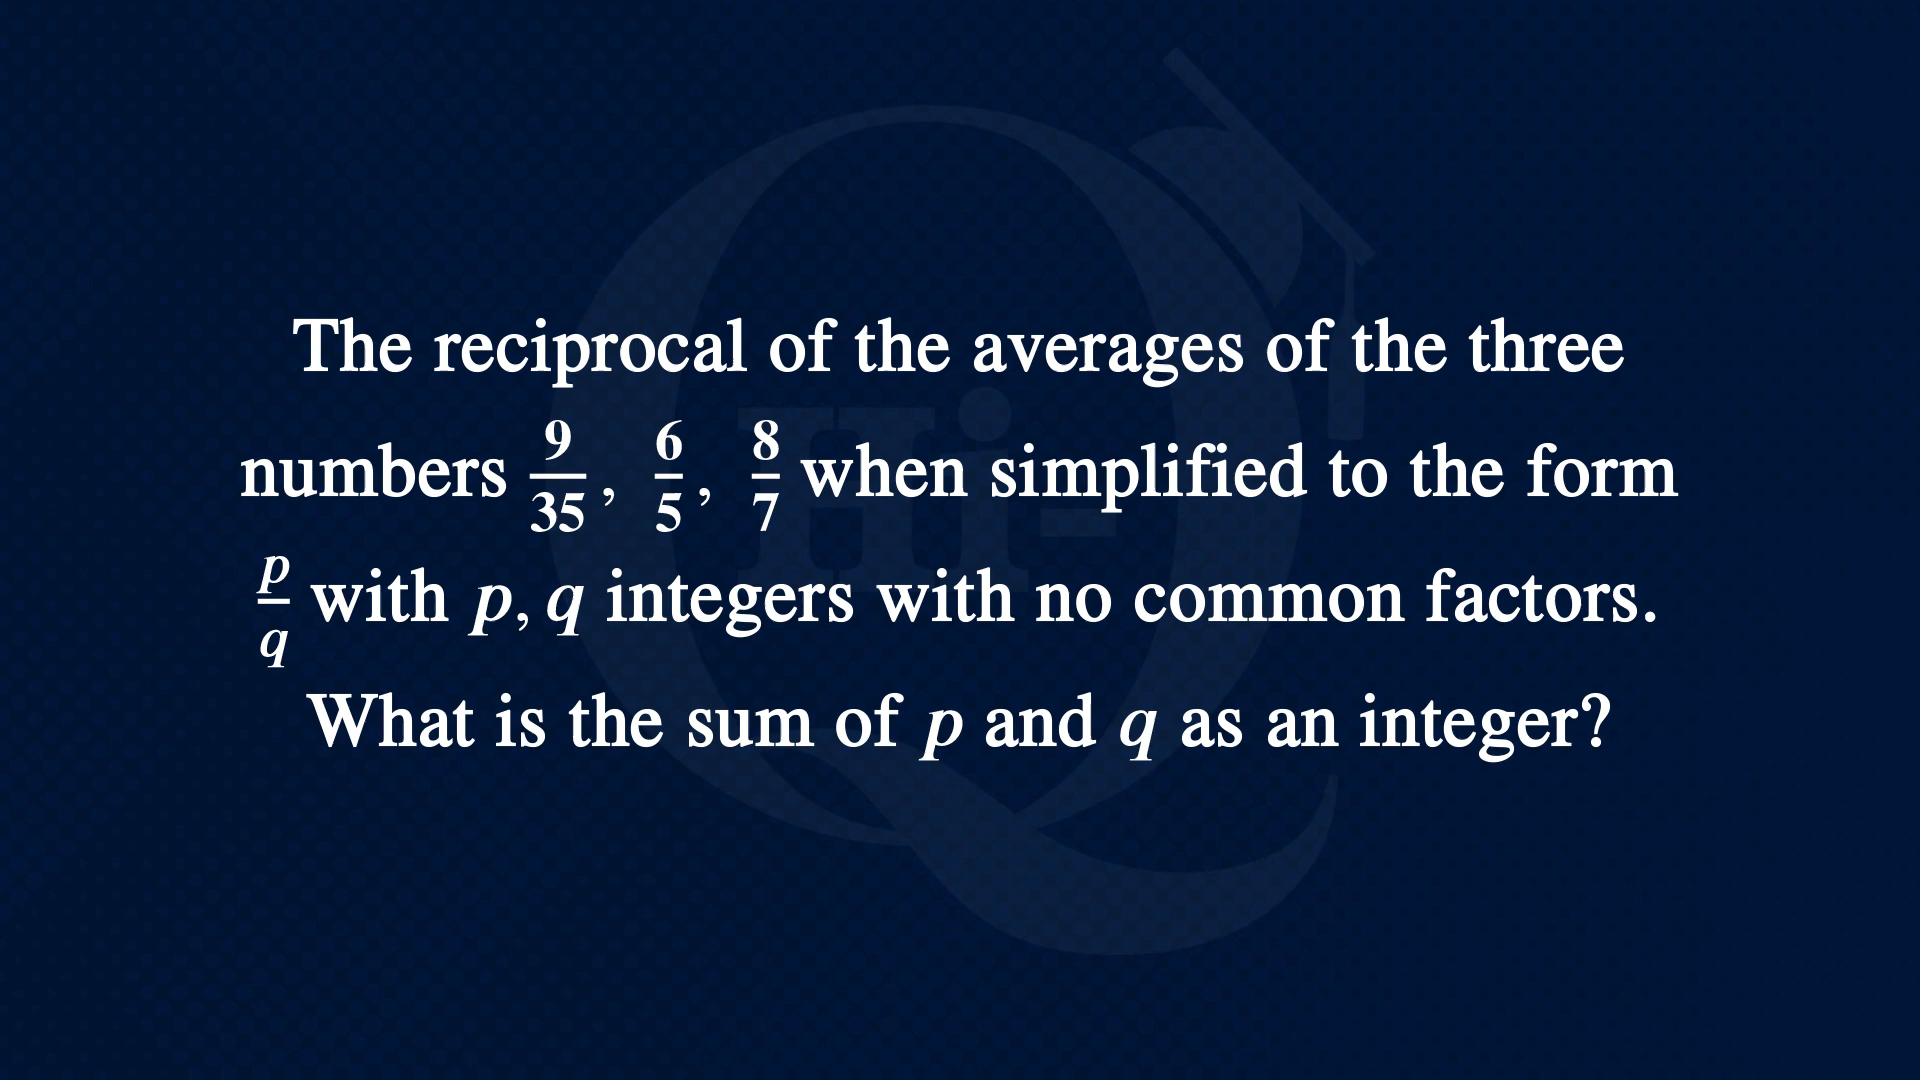 The reciprocal of the averages of the three
numbers 9/35, 6/5, 8/7 when simplified to the form
p/q with p, q integers with no common factors.
What is the sum of p and q as an integer?
Hi-Q